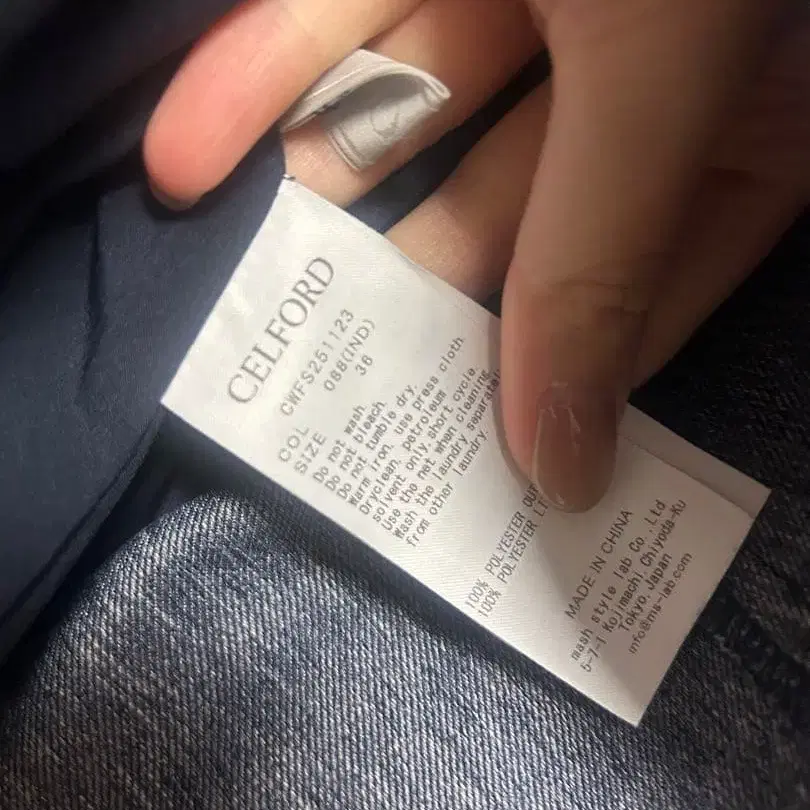 CELFORD
CWFS251123
COL 088(IND)
SIZE 36
Do not wash
Do not bleach.
Do not tumble dry.
Warm iron, use press cloth.
Dryclean, petroleum
solvent only, short cycle.
Use the net when cleaning.
Wash the laundry
from other laundry.
100% POLYESTER
100% POLYESTER
MADE IN CHINA
mash style lab Co.,Ltd
5-7-1 Kojimachi,Chiyoda-Ku
Tokyo,Japan
info@ms-lab.com